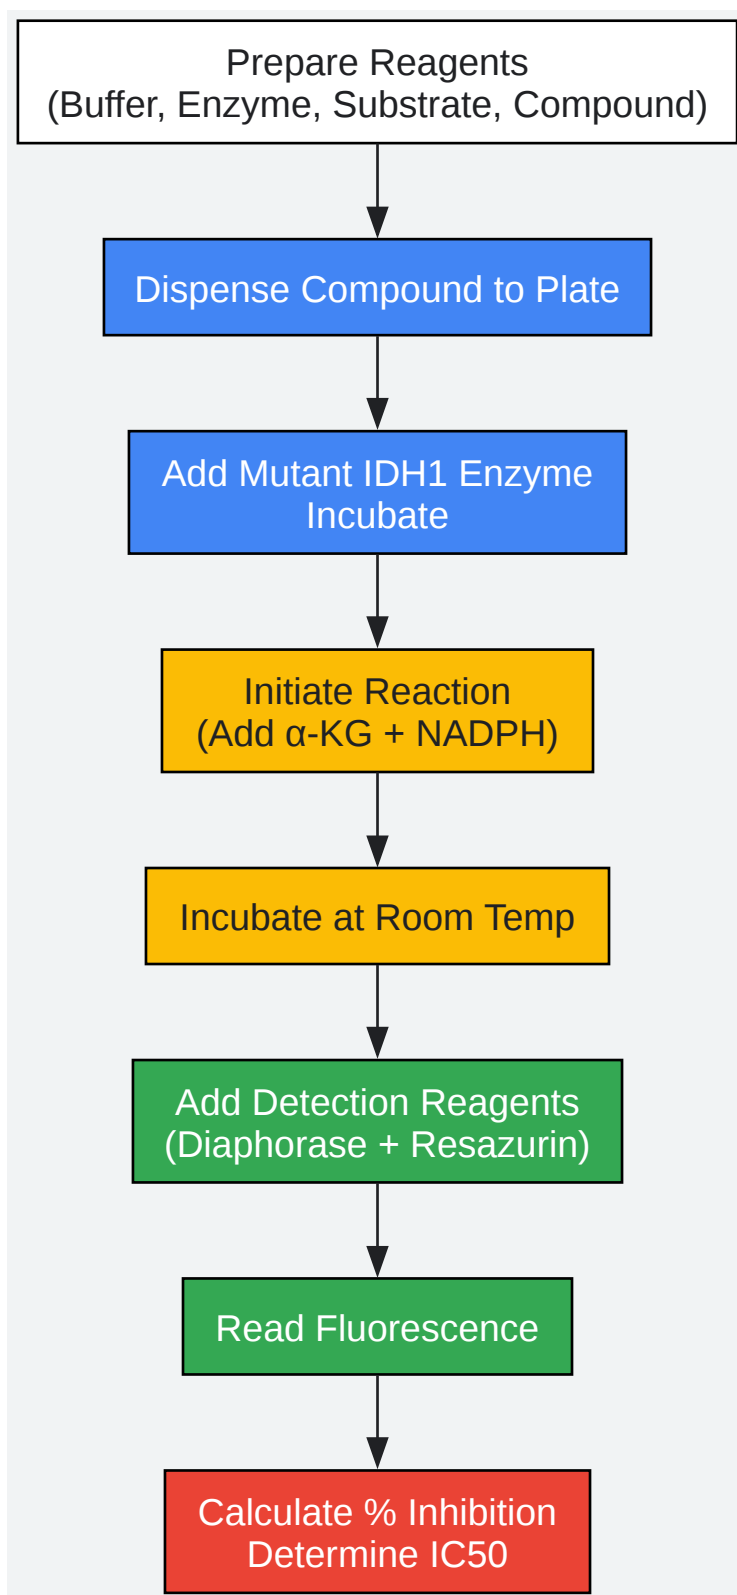 Prepare Reagents
(Buffer, Enzyme, Substrate, Compound)
Dispense Compound to Plate
Add Mutant IDH1 Enzyme
Incubate
Initiate Reaction
(Add α-KG + NADPH)
Incubate at Room Temp
Add Detection Reagents
(Diaphorase + Resazurin)
Read Fluorescence
Calculate % Inhibition
Determine IC50